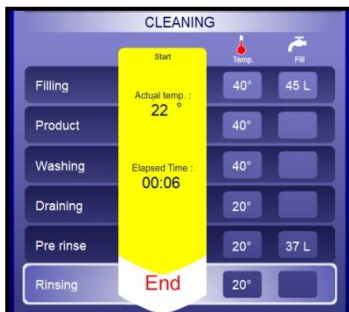 CLEANING
Start
Temp.
Fill
Filling
Actual temp. :
22 °
40°
45 L
Product
40°
Washing
Elapsed Time :
00:06
40°
Draining
20°
Pre rinse
20°
37 L
Rinsing
End
20°